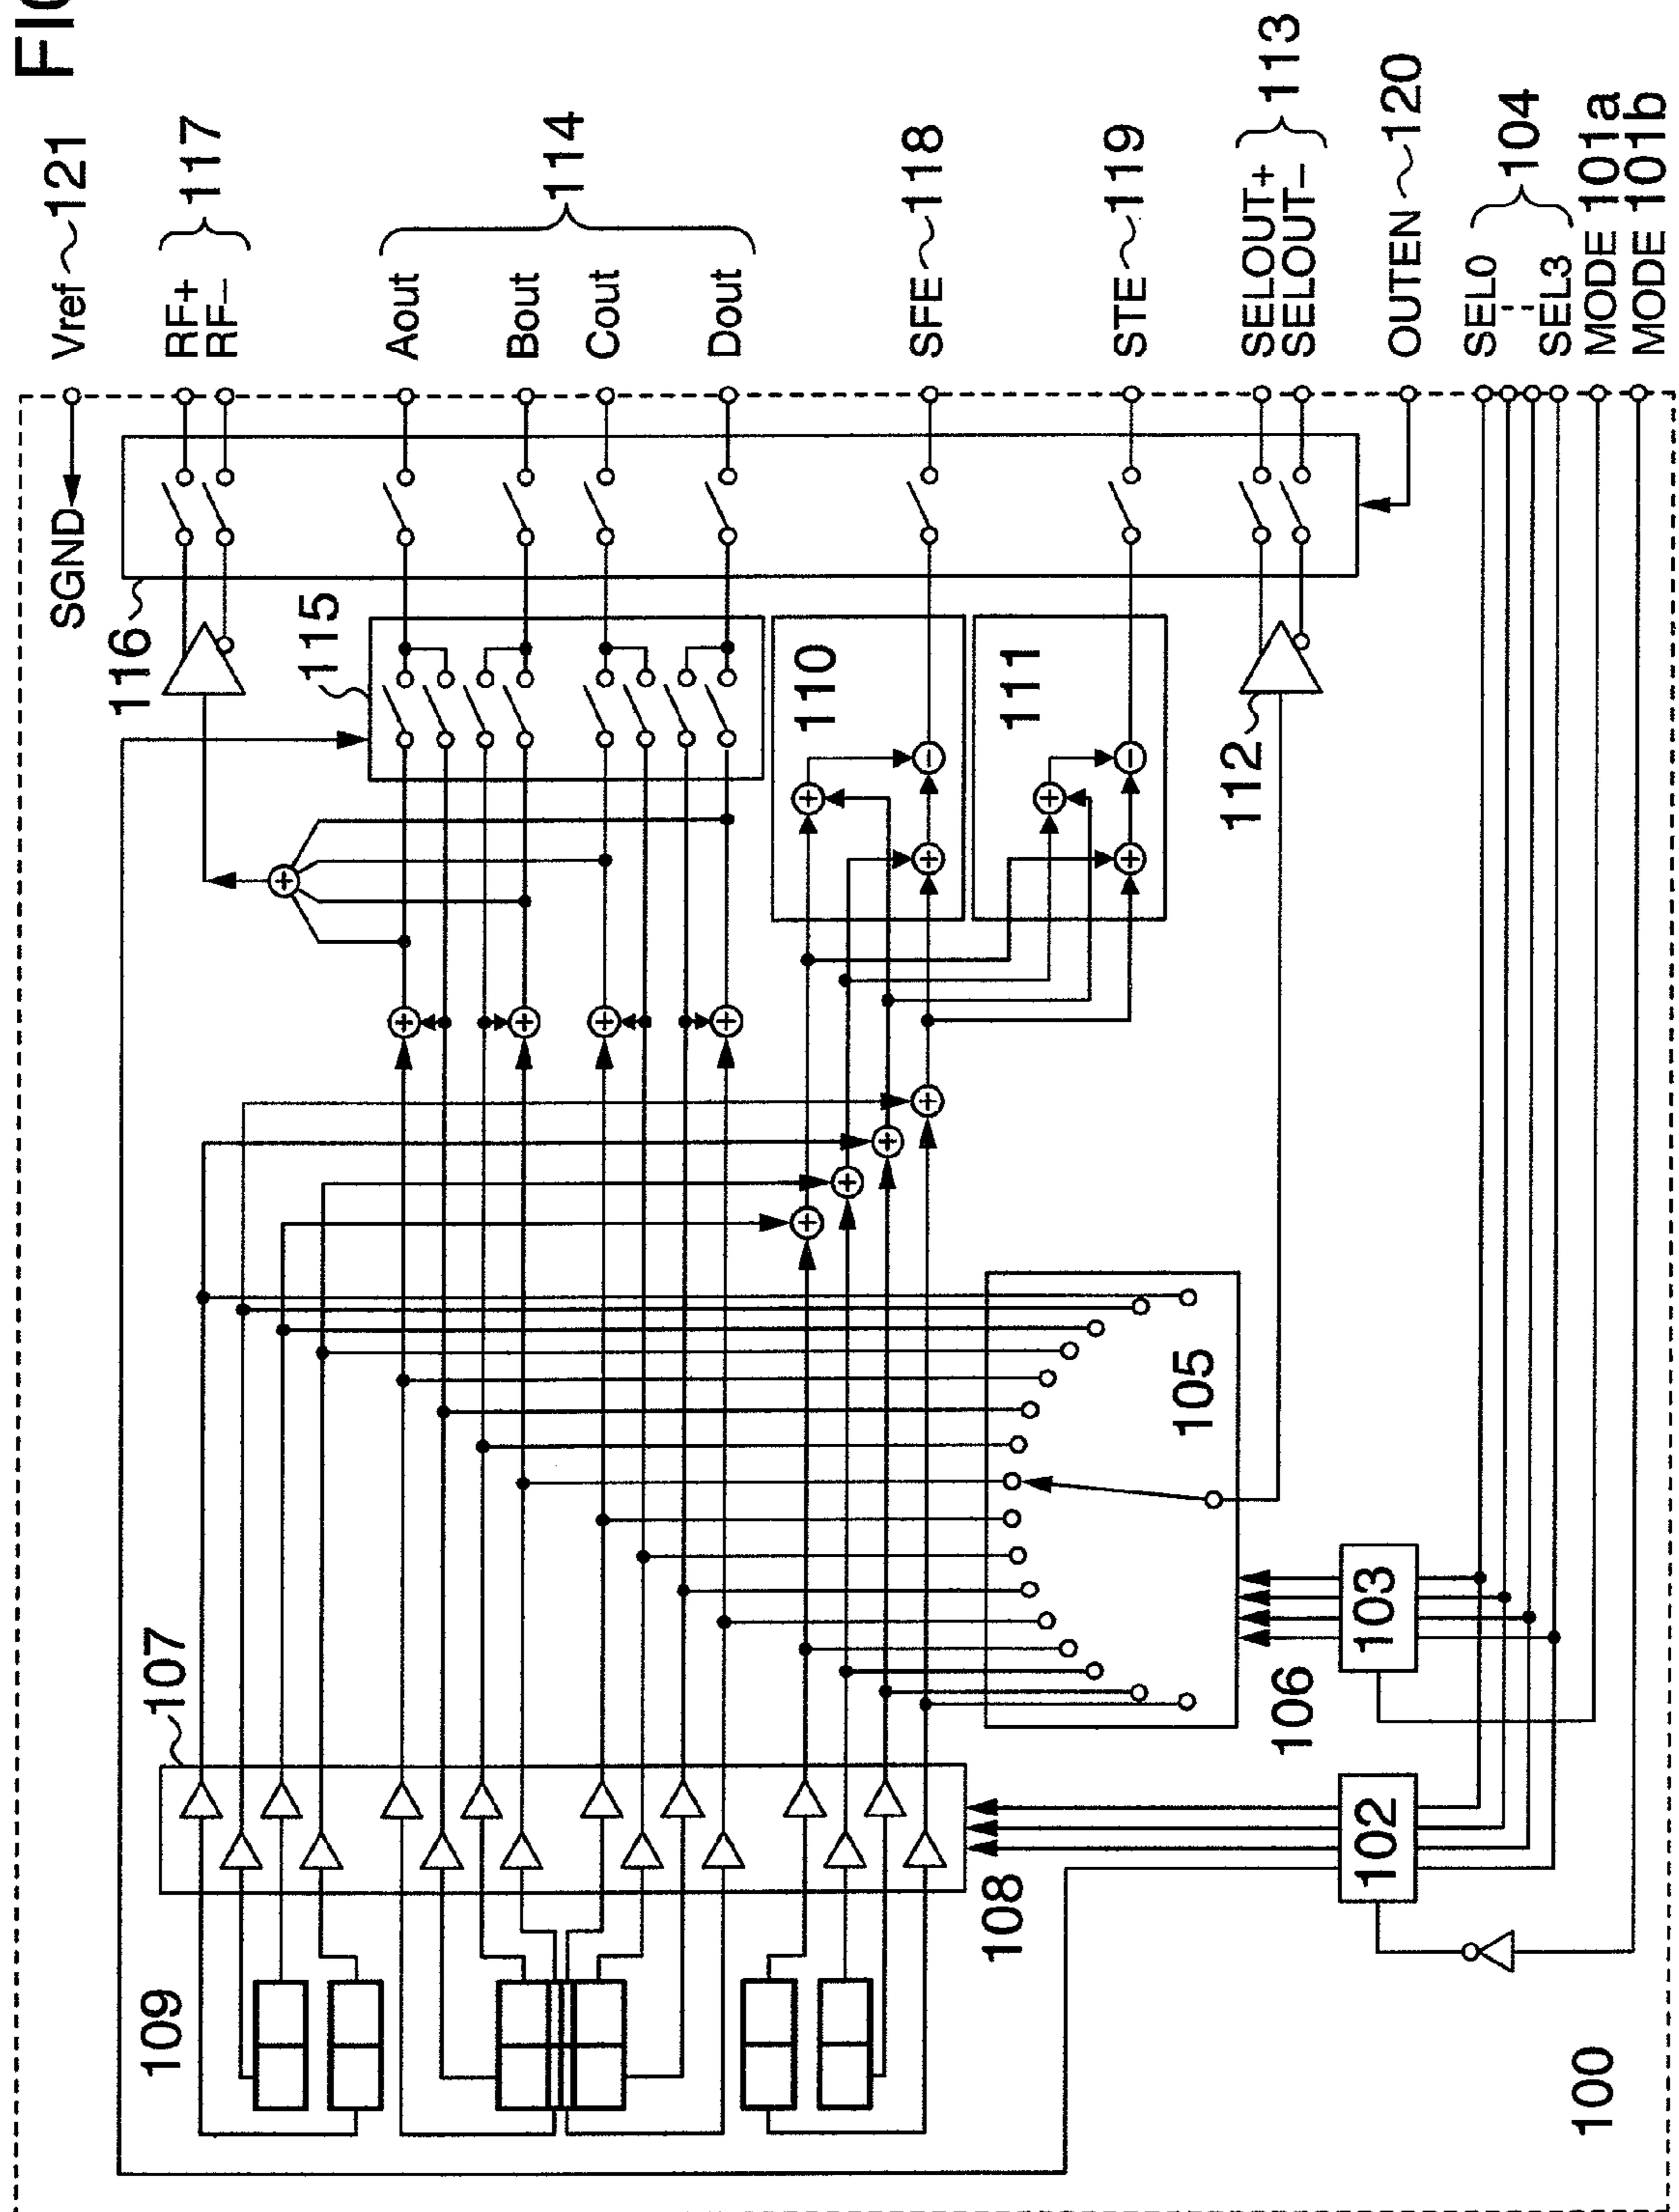 FIG
Vref 121
SGND
RF+
RF−
117
116
115
Aout
Bout
Cout
Dout
114
110
SFE 118
111
STE 119
112
SELOUT+
SELOUT−
113
OUTEN 120
SEL0
SEL3
104
MODE 101a
MODE 101b
107
105
109
106
103
108
102
100